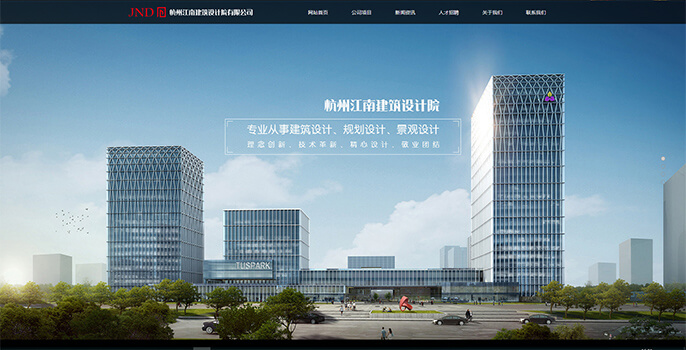 JND 杭州江南建筑设计院有限公司 网站首页 公司项目 新闻资讯 人才招聘 关于我们 联系我们
杭州江南建筑设计院
专业从事建筑设计、规划设计、景观设计
理念创新、技术革新、精心设计、敬业团结
TUSPARK